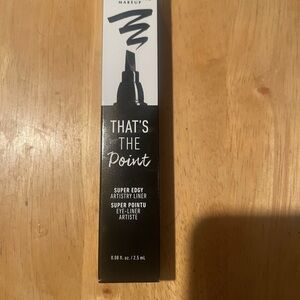 MAKEUP
THAT'S
THE
Point
SUPER EDGY
ARTISTRY LINER
SUPER POINTU
EYE-LINER
ARTISTE
0.08 fl. oz. / 2.5 mL